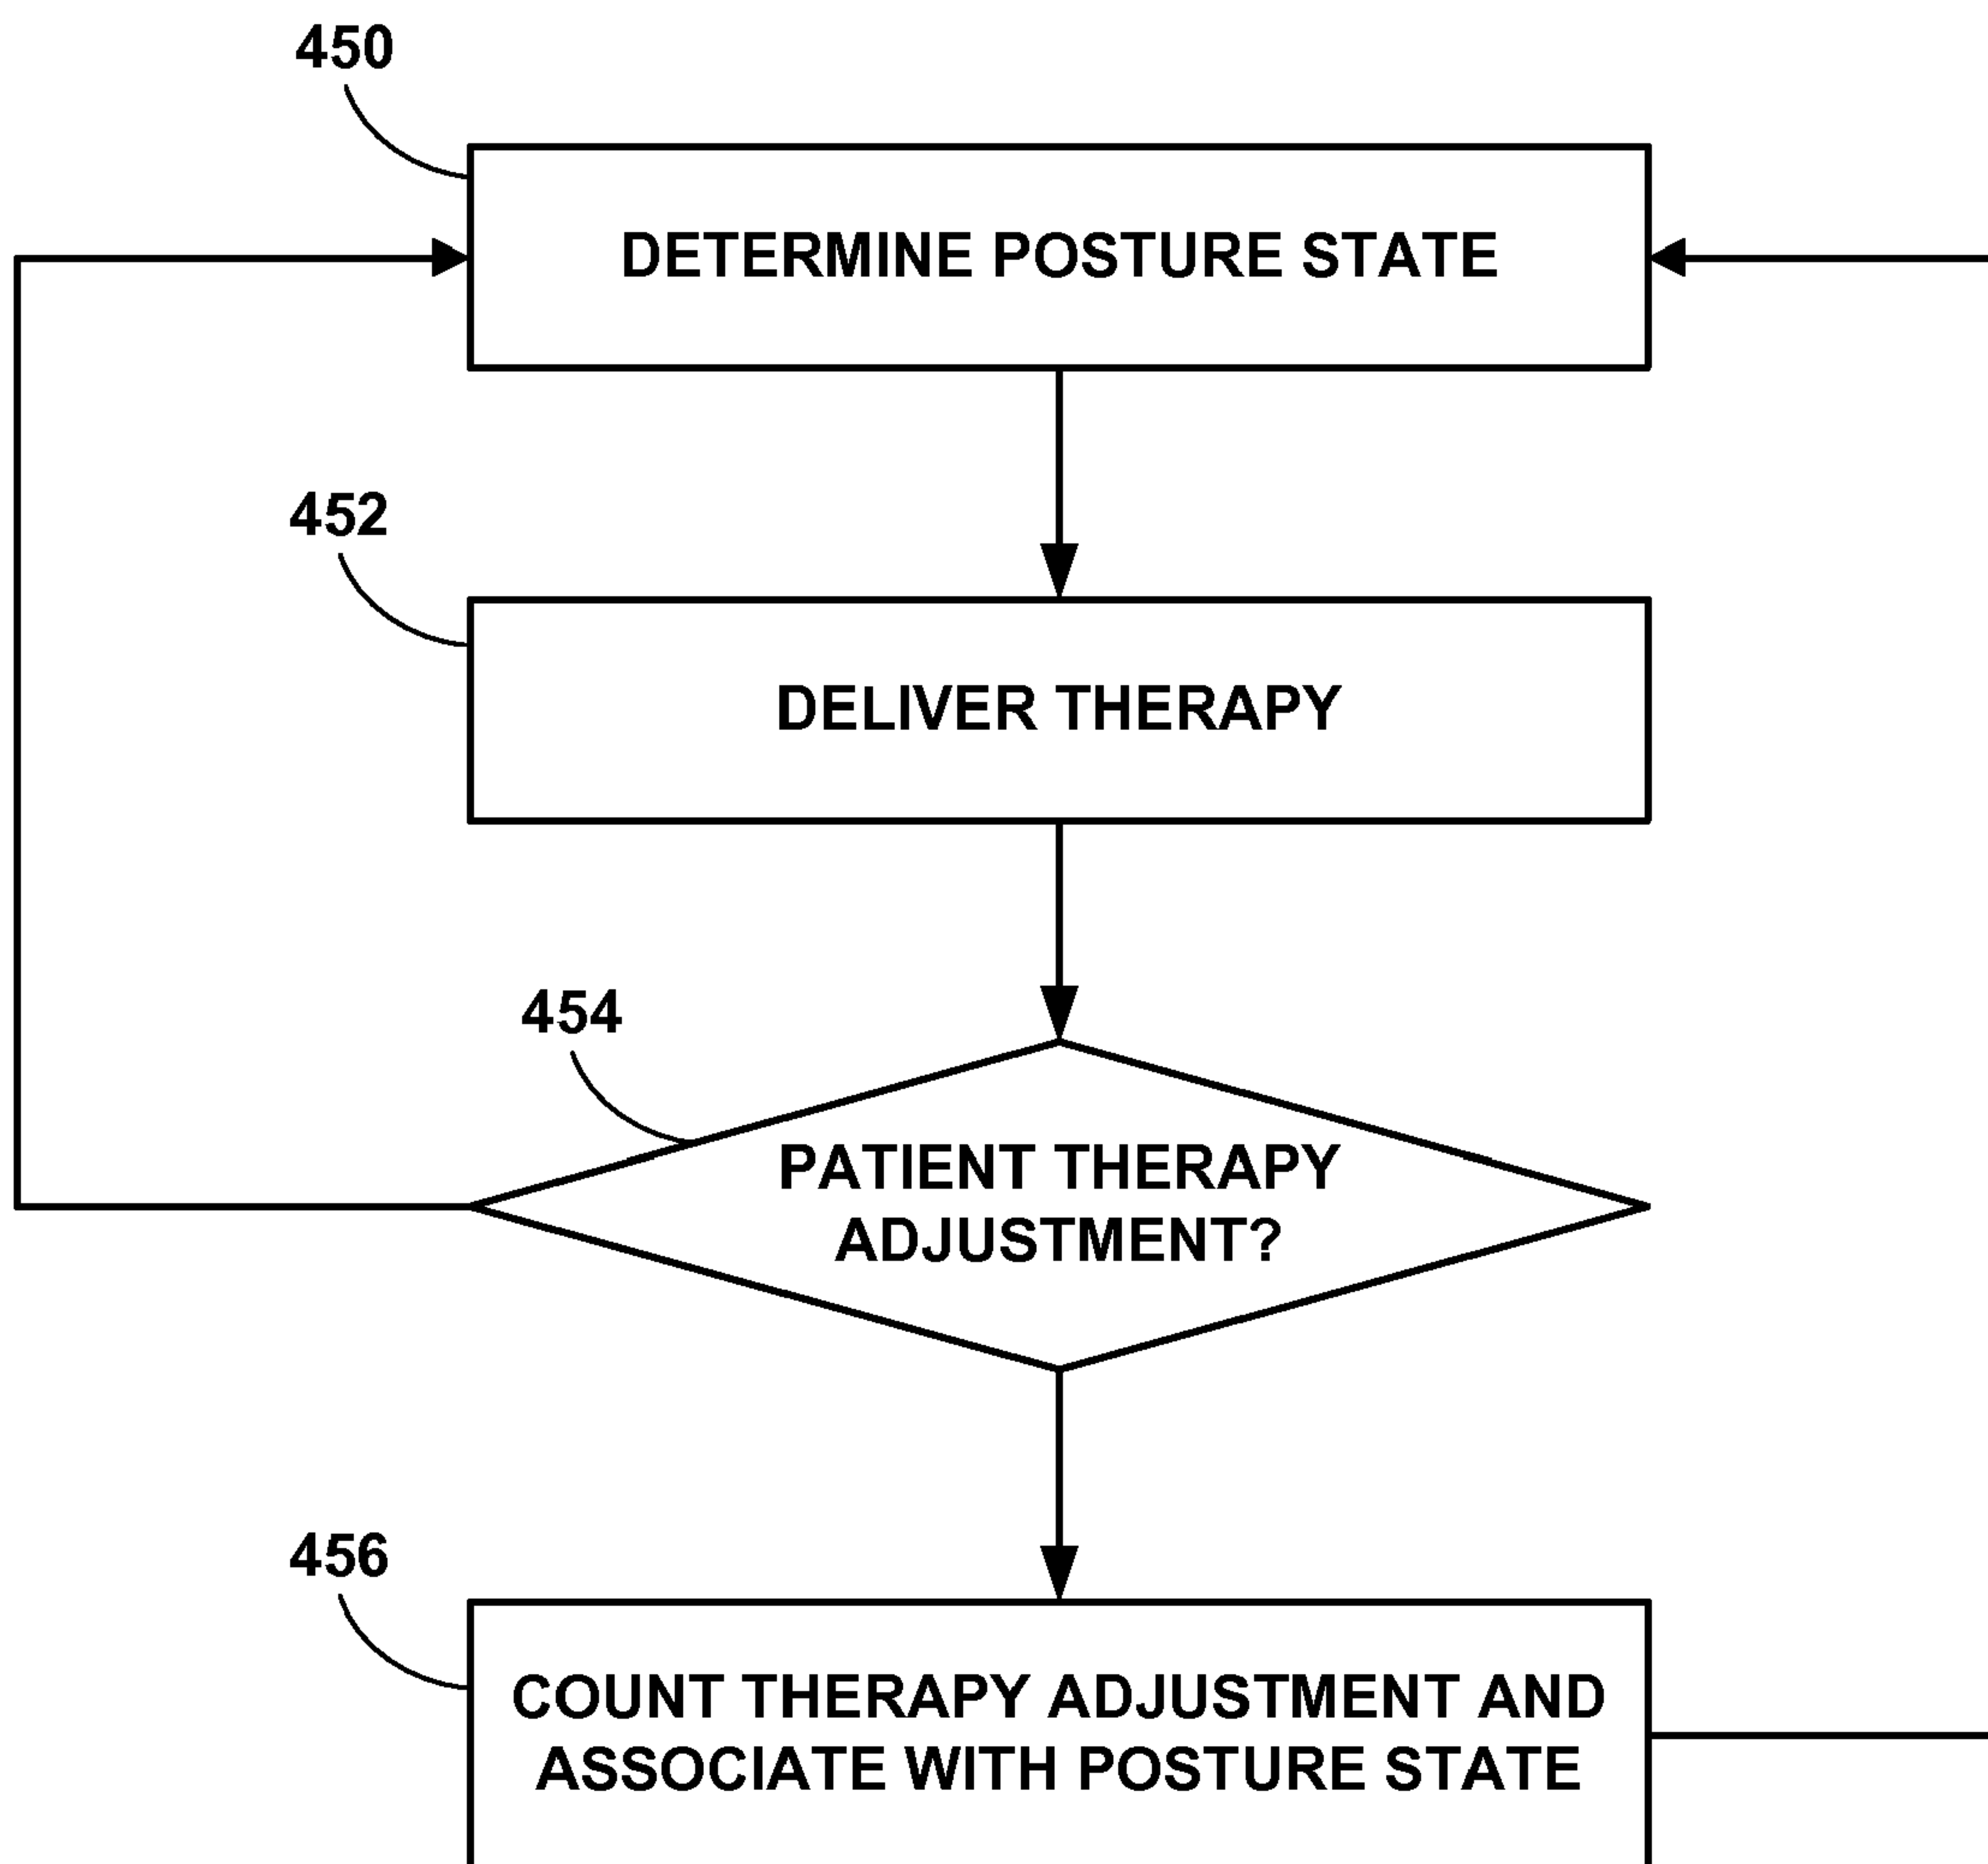 450
DETERMINE POSTURE STATE
452
DELIVER THERAPY
454
PATIENT THERAPY
ADJUSTMENT?
456
COUNT THERAPY ADJUSTMENT AND
ASSOCIATE WITH POSTURE STATE